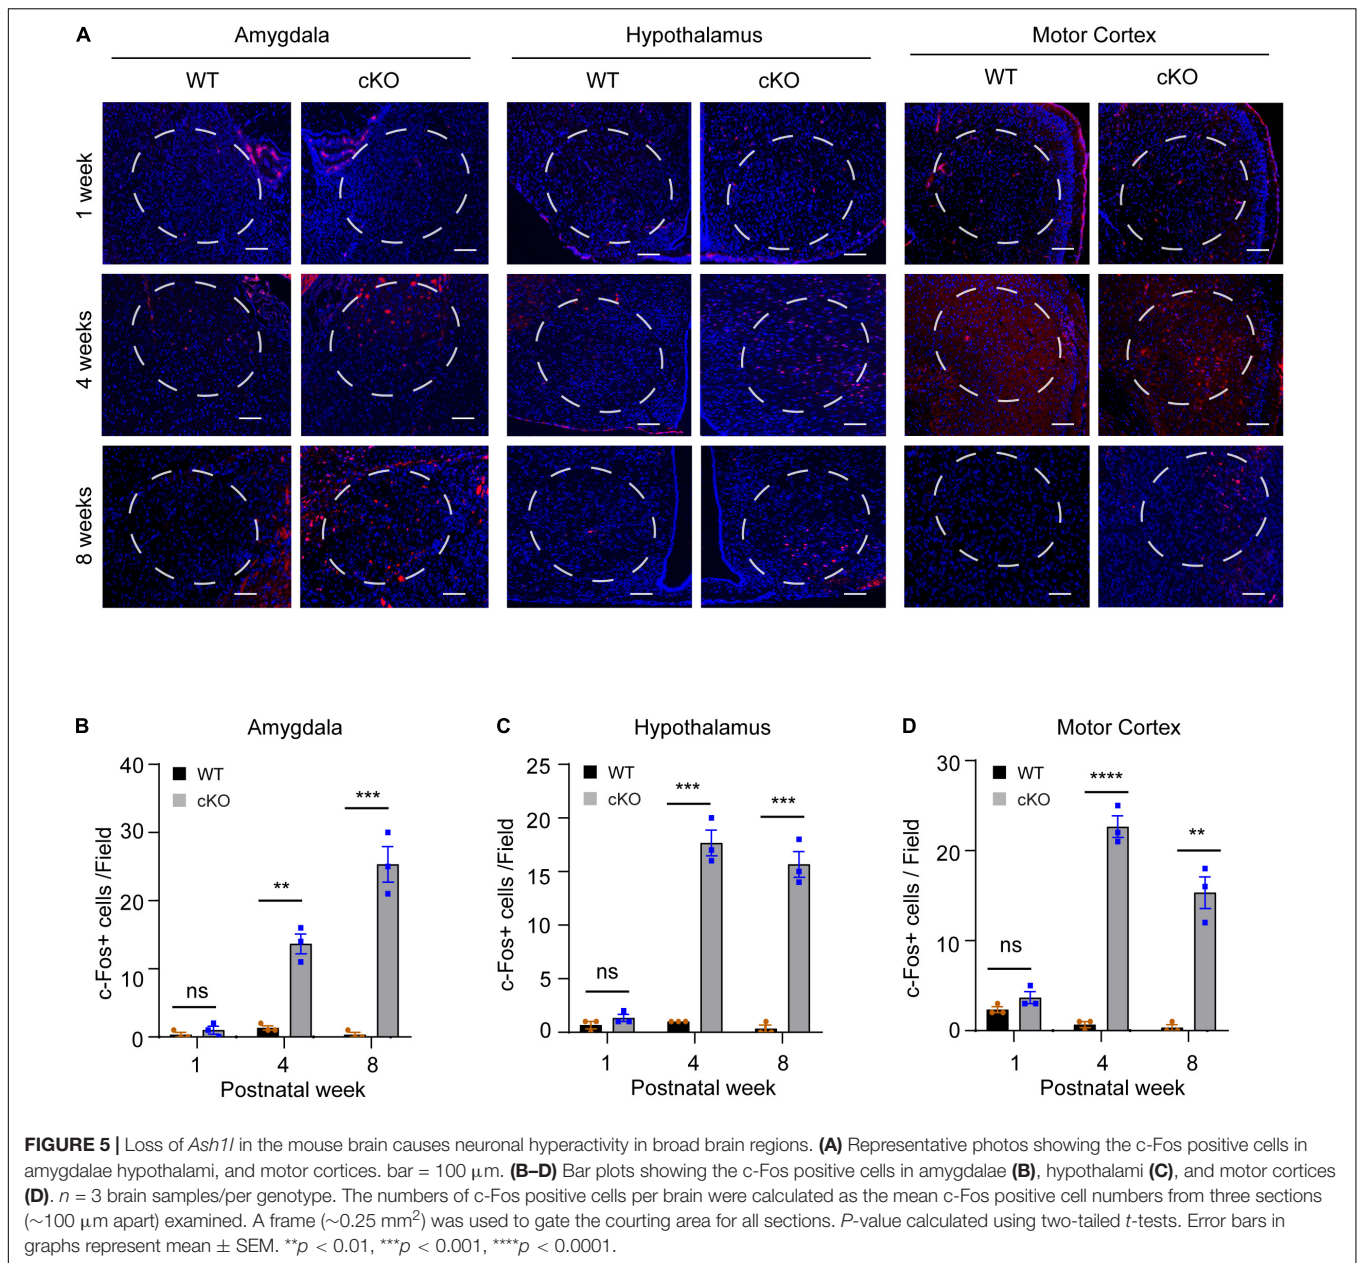 A
Amygdala
Hypothalamus
Motor Cortex
WT
cKO
WT
cKO
WT
cKO
1 week
4 weeks
8 weeks
B
Amygdala
WT
cKO
c-Fos+ cells /Field
40
30
20
10
0
ns
**
***
1
4
8
Postnatal week
C
Hypothalamus
WT
cKO
c-Fos+ cells /Field
25
20
15
10
5
0
ns
***
***
1
4
8
Postnatal week
D
Motor Cortex
WT
cKO
c-Fos+ cells / Field
30
20
10
0
ns
****
**
1
4
8
Postnatal week
FIGURE 5 | Loss of Ash1l in the mouse brain causes neuronal hyperactivity in broad brain regions. (A) Representative photos showing the c-Fos positive cells in
amygdalae hypothalami, and motor cortices. bar = 100 μm. (B–D) Bar plots showing the c-Fos positive cells in amygdalae (B), hypothalami (C), and motor cortices
(D). n = 3 brain samples/per genotype. The numbers of c-Fos positive cells per brain were calculated as the mean c-Fos positive cell numbers from three sections
(∼100 μm apart) examined. A frame (∼0.25 mm²) was used to gate the courting area for all sections. P-value calculated using two-tailed t-tests. Error bars in
graphs represent mean ± SEM. **p < 0.01, ***p < 0.001, ****p < 0.0001.